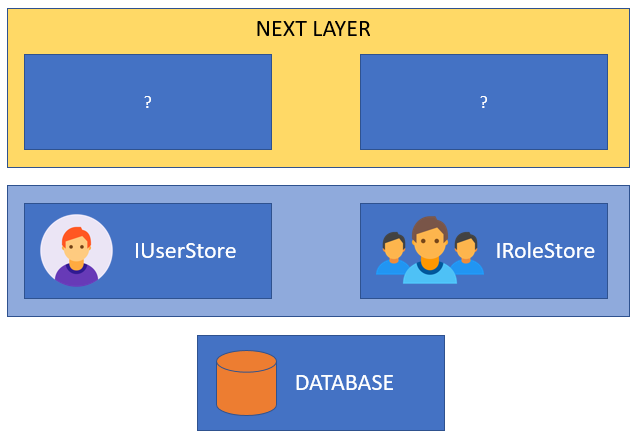 NEXT LAYER
?
?
IUserStore
IRoleStore
DATABASE